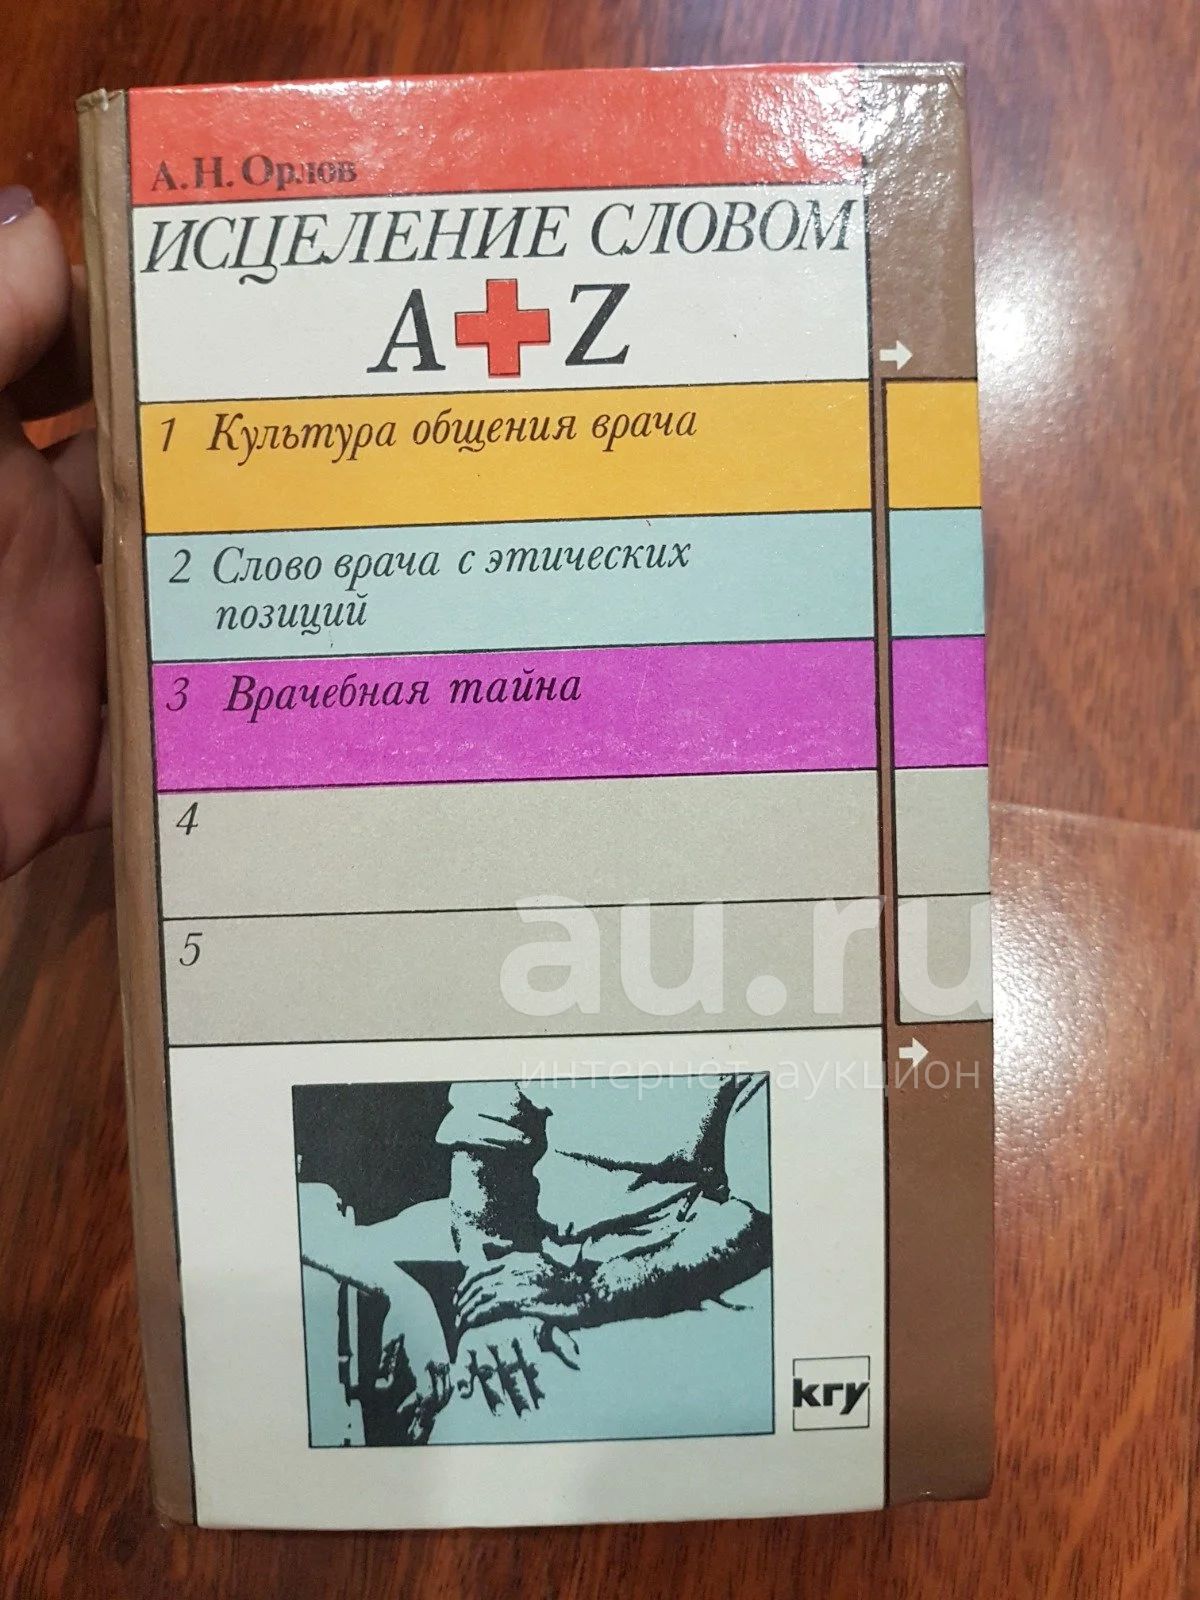 А. Н. Орлов
ИСЦЕЛЕНИЕ СЛОВОМ
A Z
1 Культура общения врача
2 Слово врача с этических
позиций
3 Врачебная тайна
4
5
au.ru
интернет-аукцион
кгу